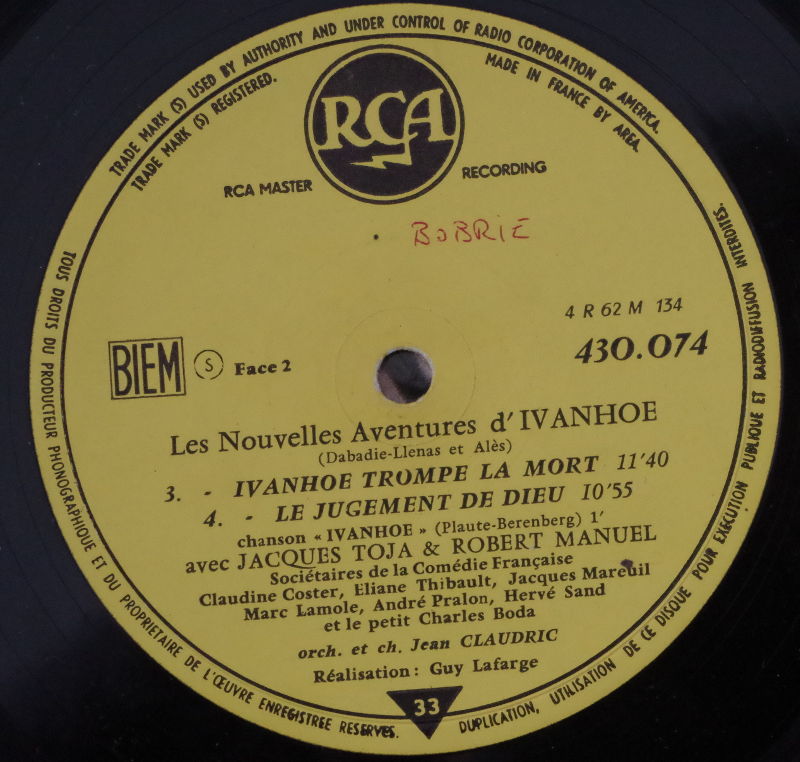 TRADE MARK (S) USED BY AUTHORITY AND UNDER CONTROL OF RADIO CORPORATION OF AMERICA.
TRADE MARK (S) REGISTERED.
MADE IN FRANCE BY AREA.
RCA
RCA MASTER RECORDING
BOBRIE
4 R 62 M 134
430.074
BIEM S Face 2
Les Nouvelles Aventures d'IVANHOE
(Dabadie-Llenas et Alès)
3. - IVANHOE TROMPE LA MORT 11'40
4. - LE JUGEMENT DE DIEU 10'55
chanson « IVANHOE » (Plaute-Berenberg) 1'
avec JACQUES TOJA & ROBERT MANUEL
Sociétaires de la Comédie Française
Claudine Coster, Eliane Thibault, Jacques Mareuil
Marc Lamole, André Pralon, Hervé Sand
et le petit Charles Boda
orch. et ch. Jean CLAUDRIC
Réalisation : Guy Lafarge
33
TOUS DROITS DU PRODUCTEUR PHONOGRAPHIQUE ET DU PROPRIETAIRE DE L'ŒUVRE ENREGISTREE RESERVES.
DUPLICATION, UTILISATION DE CE DISQUE POUR EXECUTION PUBLIQUE ET RADIODIFFUSION INTERDITES.